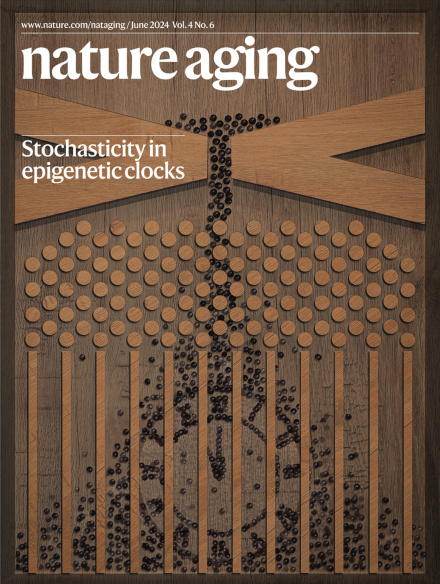 www.nature.com/nataging / June 2024 Vol. 4 No. 6
nature aging
Stochasticity in
epigenetic clocks